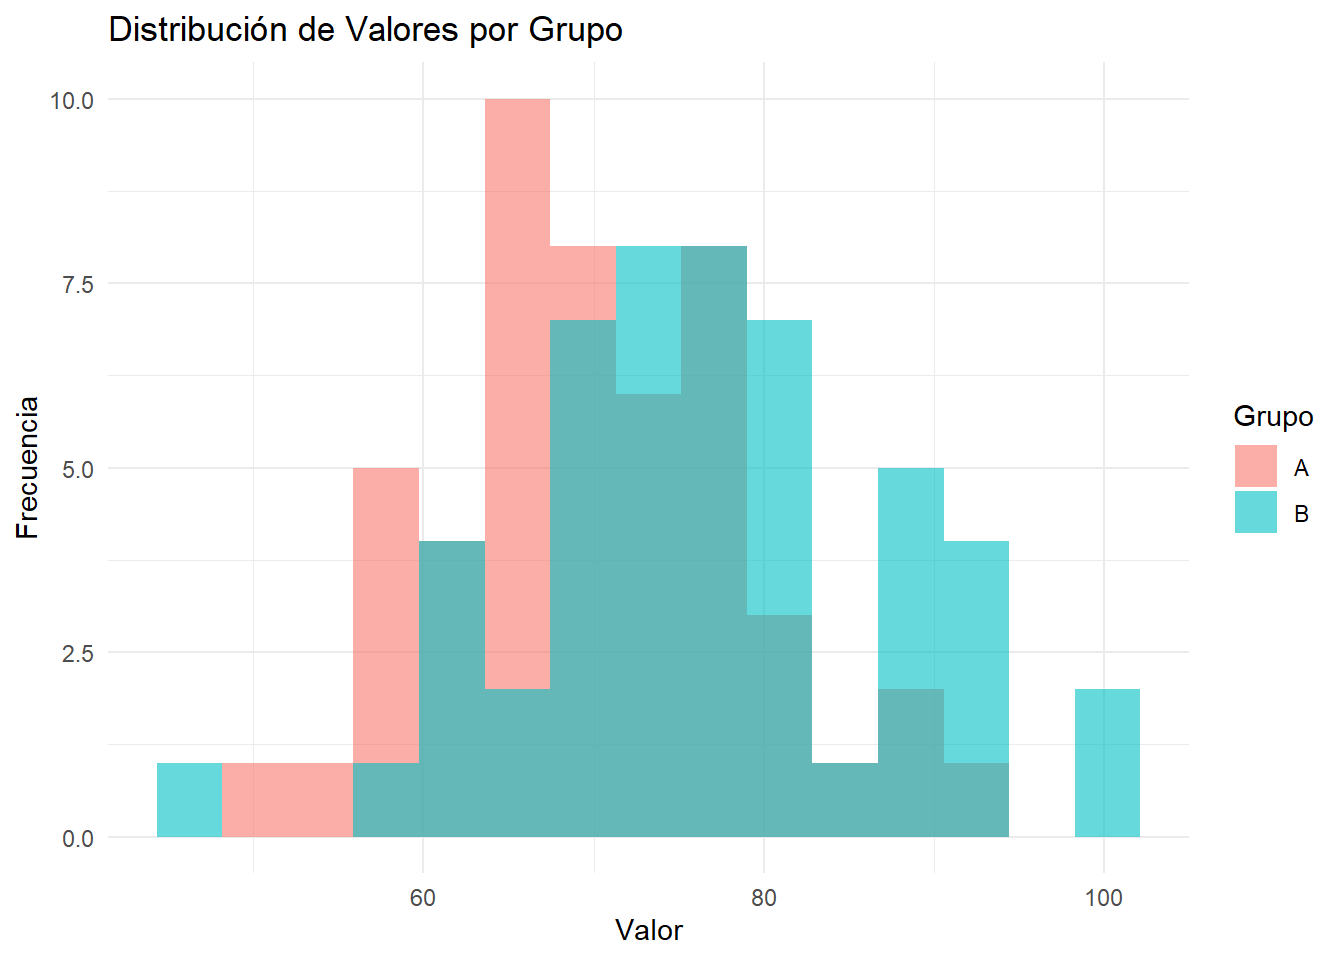 Distribución de Valores por Grupo
10.0
7.5
5.0
2.5
0.0
Frecuencia
60 80 100
Valor
Grupo
A
B